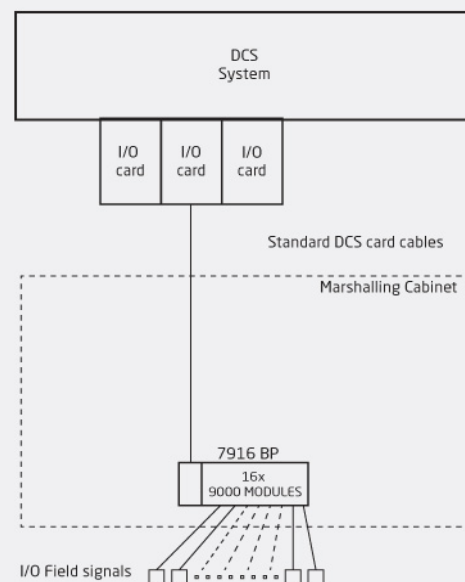 DCS
System
I/O
card
I/O
card
I/O
card
Standard DCS card cables
Marshalling Cabinet
7916 BP
16x
9000 MODULES
I/O Field signals